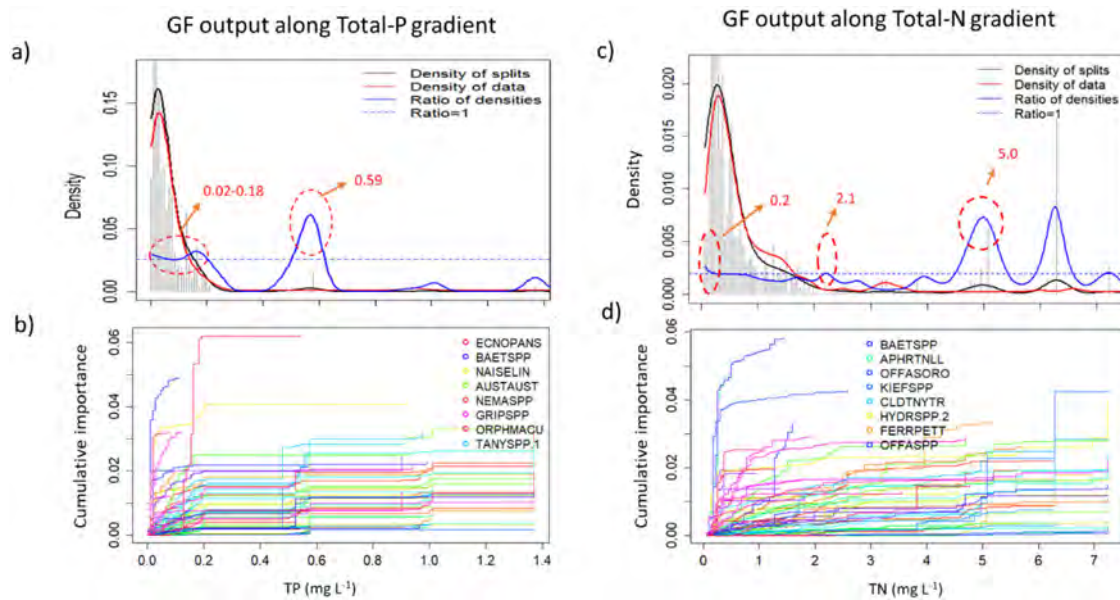 GF output along Total-P gradient
a)
Density
0.15
0.10
0.05
0.00
Density of splits
Density of data
Ratio of densities
Ratio=1
0.02-0.18
0.59
b)
Cumulative importance
0.06
0.04
0.02
0.00
ECNOPANS
BAETSPP
NAISELIN
AUSTAUST
NEMASPP
GRIPSPP
ORPHMACU
TANYSPP.1
0.0 0.2 0.4 0.6 0.8 1.0 1.2 1.4
TP (mg L-1)
GF output along Total-N gradient
c)
Density
0.020
0.015
0.010
0.005
0.000
Density of splits
Density of data
Ratio of densities
Ratio=1
0.2
2.1
5.0
d)
Cumulative importance
0.06
0.04
0.02
0.00
BAETSPP
APHRTNLL
OFFASORO
KIEFSPP
CLDTNYTR
HYDRSPP.2
FERRPETT
OFFASPP
0 1 2 3 4 5 6 7
TN (mg L-1)